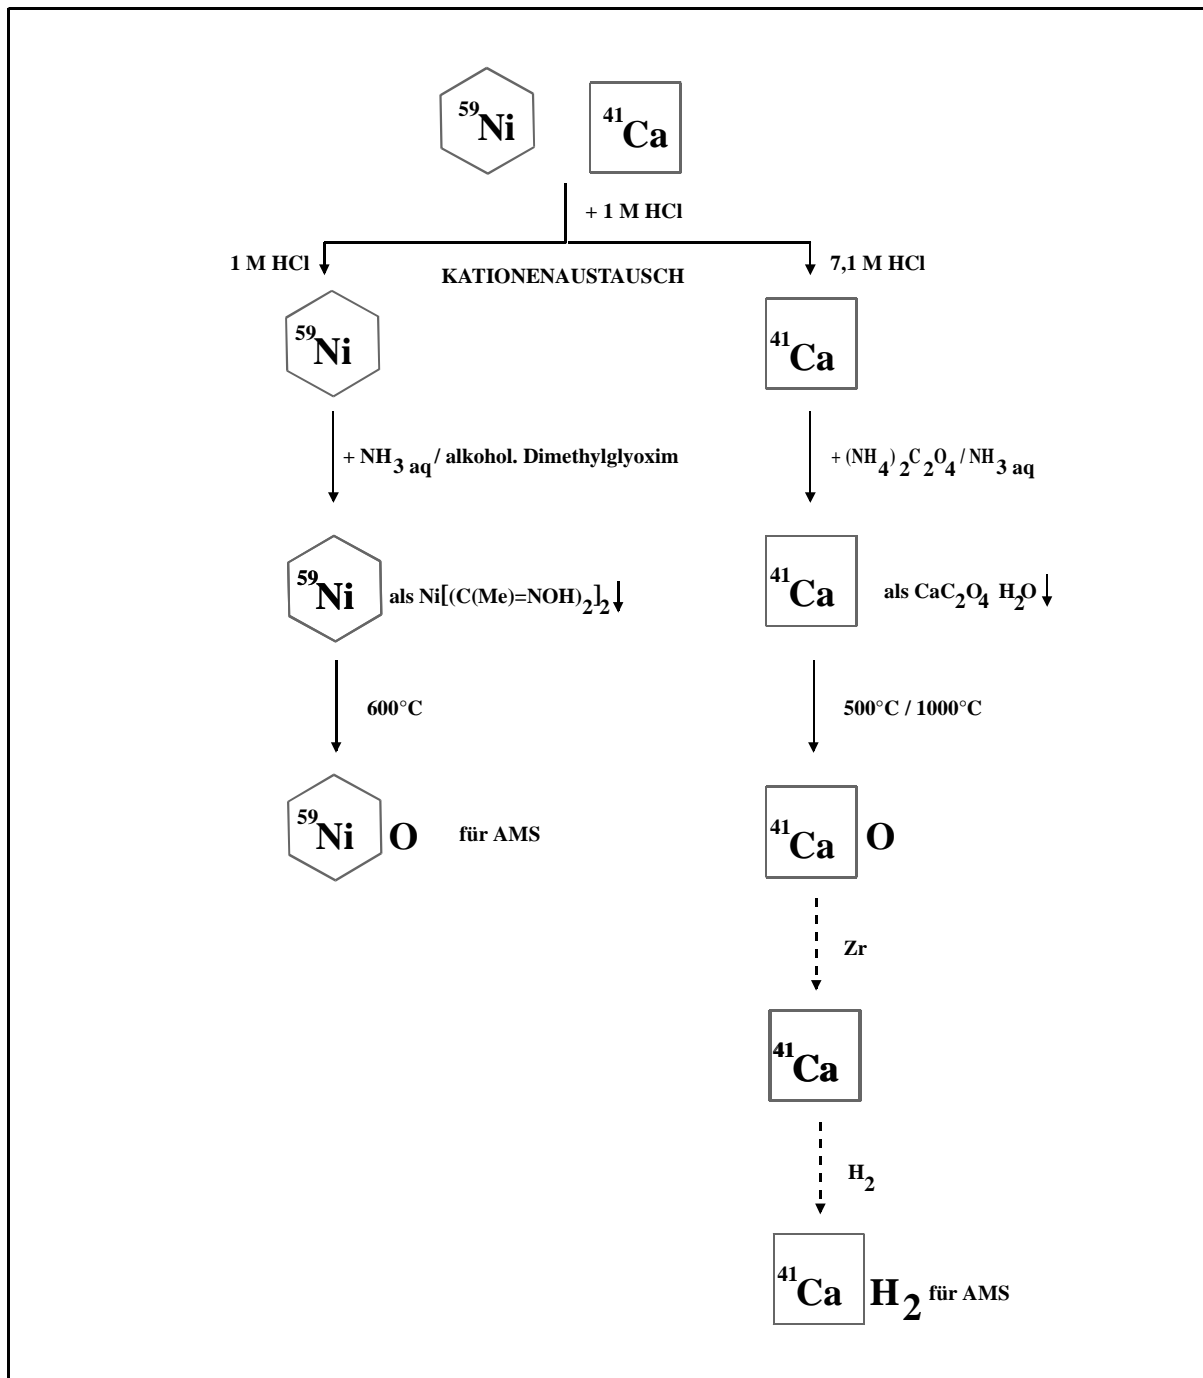 ⁵⁹Ni ⁴¹Ca
+ 1 M HCl
1 M HCl KATIONENAUSTAUSCH 7,1 M HCl
⁵⁹Ni ⁴¹Ca
+ NH₃ aq / alkohol. Dimethylglyoxim + (NH₄)₂C₂O₄ / NH₃ aq
⁵⁹Ni als Ni[(C(Me)=NOH)₂]₂↓ ⁴¹Ca als CaC₂O₄ H₂O↓
600°C 500°C / 1000°C
⁵⁹Ni O für AMS ⁴¹Ca O
Zr
⁴¹Ca
H₂
⁴¹Ca H₂ für AMS